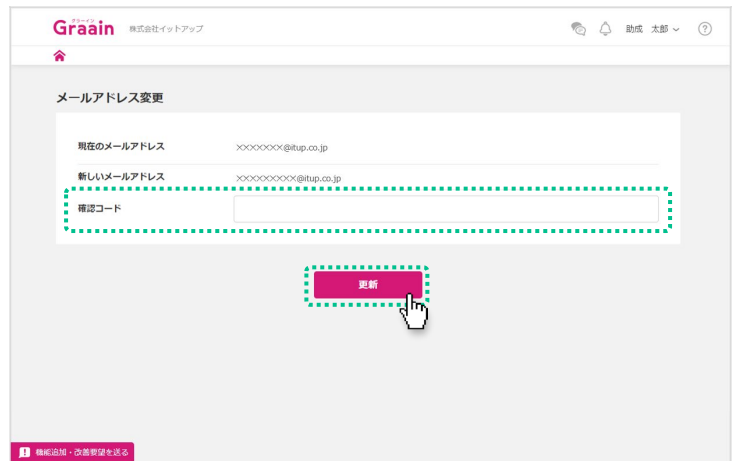 グラーイン
Graain 株式会社イットアップ 助成 太郎 ?
メールアドレス変更
現在のメールアドレス ×××××××@itup.co.jp
新しいメールアドレス ×××××××××@itup.co.jp
確認コード
更新
機能追加・改善要望を送る